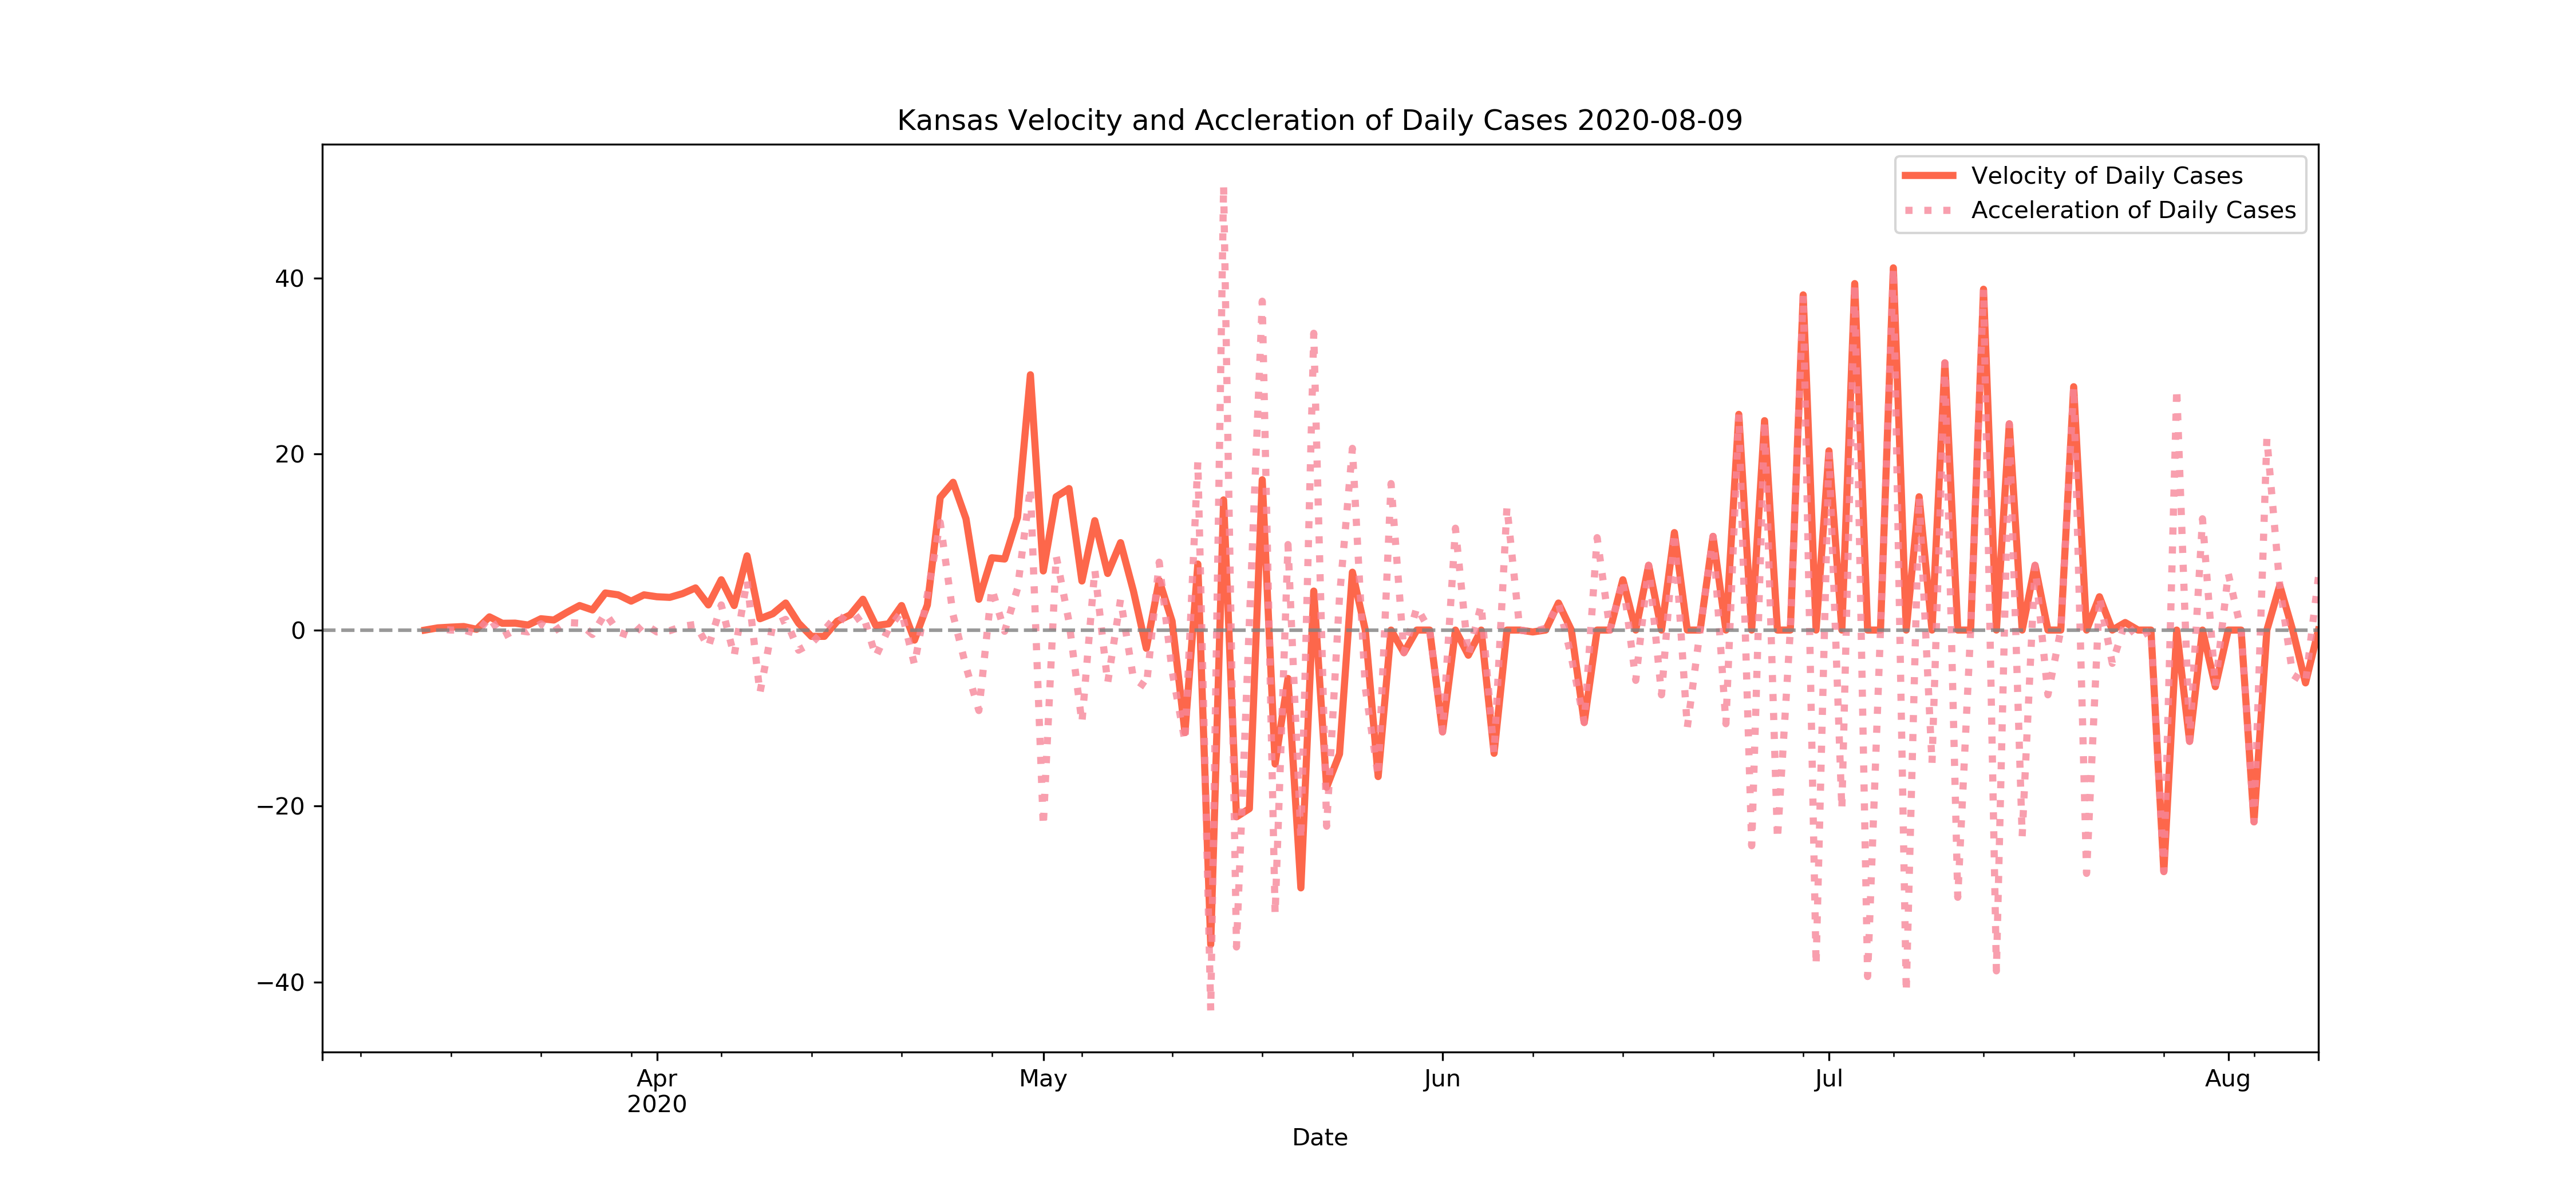 Kansas Velocity and Accleration of Daily Cases 2020-08-09
Velocity of Daily Cases
Acceleration of Daily Cases
40
20
0
−20
−40
Apr
2020
May
Jun
Jul
Aug
Date